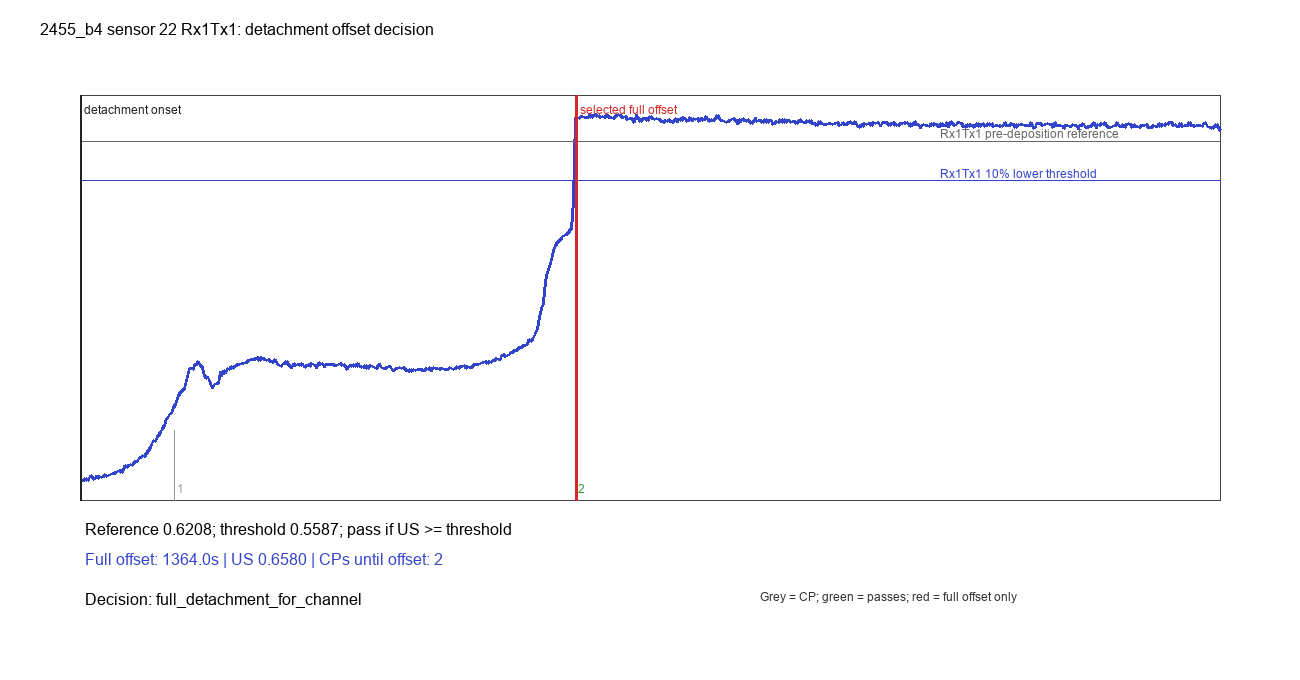 2455_b4 sensor 22 Rx1Tx1: detachment offset decision
detachment onset
selected full offset
Rx1Tx1 pre-deposition reference
Rx1Tx1 10% lower threshold
1
2
Reference 0.6208; threshold 0.5587; pass if US >= threshold
Full offset: 1364.0s | US 0.6580 | CPs until offset: 2
Decision: full_detachment_for_channel
Grey = CP; green = passes; red = full offset only